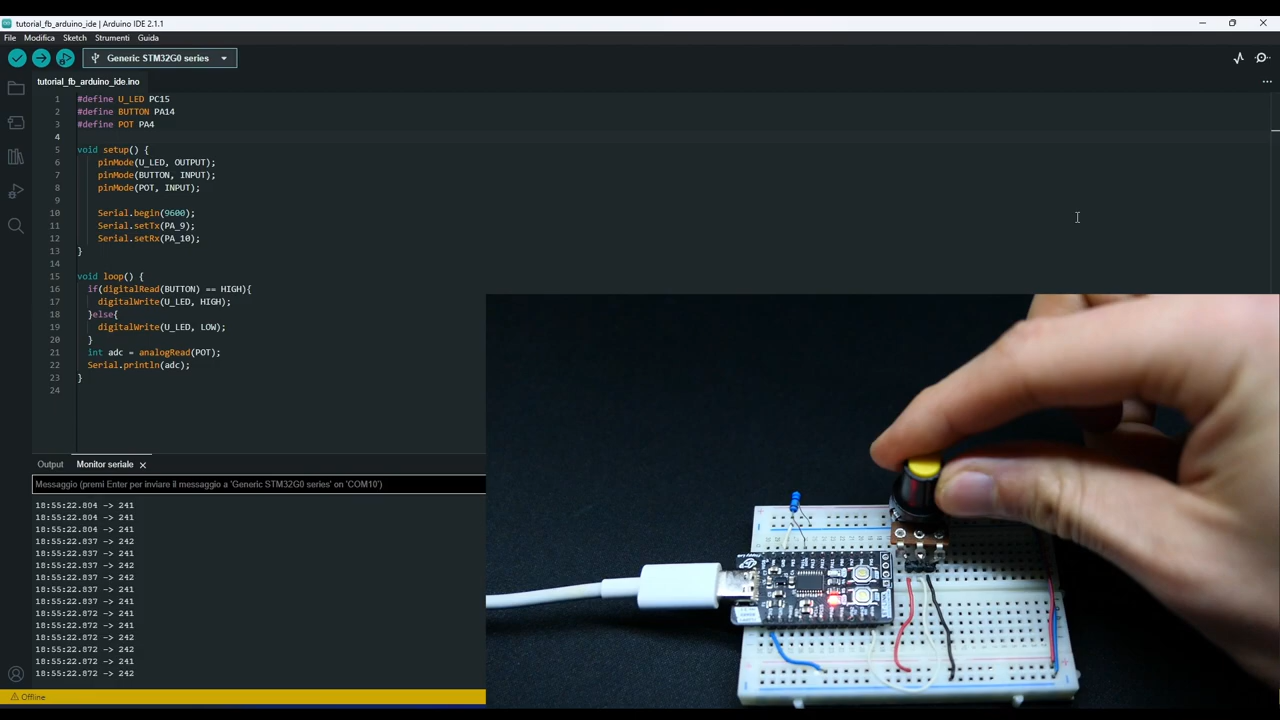 tutorial_fb_arduino_ide | Arduino IDE 2.1.1
File Modifica Sketch Strumenti Guida
Generic STM32G0 series
tutorial_fb_arduino_ide.ino
1 #define U_LED PC15
2 #define BUTTON PA14
3 #define POT PA4
4
5 void setup() {
6 pinMode(U_LED, OUTPUT);
7 pinMode(BUTTON, INPUT);
8 pinMode(POT, INPUT);
9
10 Serial.begin(9600);
11 Serial.setTx(PA_9);
12 Serial.setRx(PA_10);
13 }
14
15 void loop() {
16 if(digitalRead(BUTTON) == HIGH){
17 digitalWrite(U_LED, HIGH);
18 }else{
19 digitalWrite(U_LED, LOW);
20 }
21 int adc = analogRead(POT);
22 Serial.println(adc);
23 }
24
Output Monitor seriale
Messaggio (premi Enter per inviare il messaggio a 'Generic STM32G0 series' on 'COM10')
18:55:22.804 -> 241
18:55:22.804 -> 241
18:55:22.804 -> 241
18:55:22.837 -> 242
18:55:22.837 -> 242
18:55:22.837 -> 242
18:55:22.837 -> 242
18:55:22.837 -> 242
18:55:22.837 -> 241
18:55:22.872 -> 242
18:55:22.872 -> 241
18:55:22.872 -> 242
18:55:22.872 -> 242
18:55:22.872 -> 241
18:55:22.872 -> 242
Offline